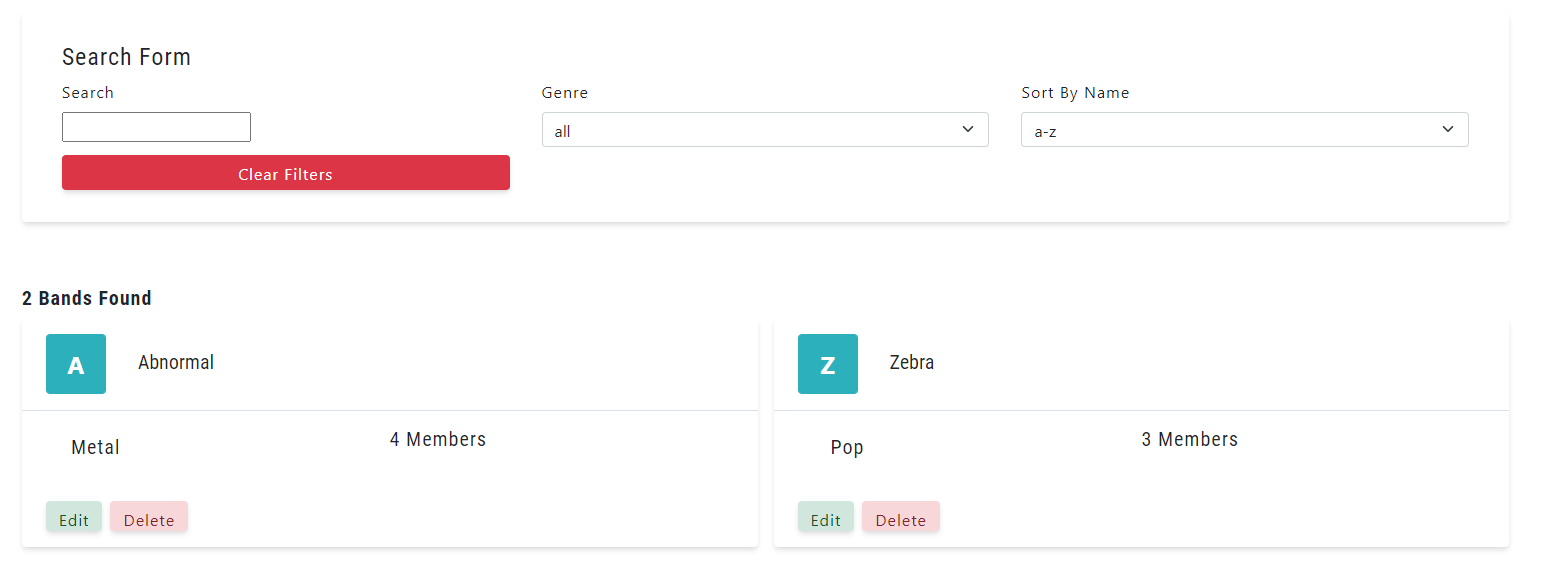 Search Form
Search
Genre
Sort By Name
all
a-z
Clear Filters
2 Bands Found
A
Abnormal
Metal
4 Members
Edit
Delete
Z
Zebra
Pop
3 Members
Edit
Delete